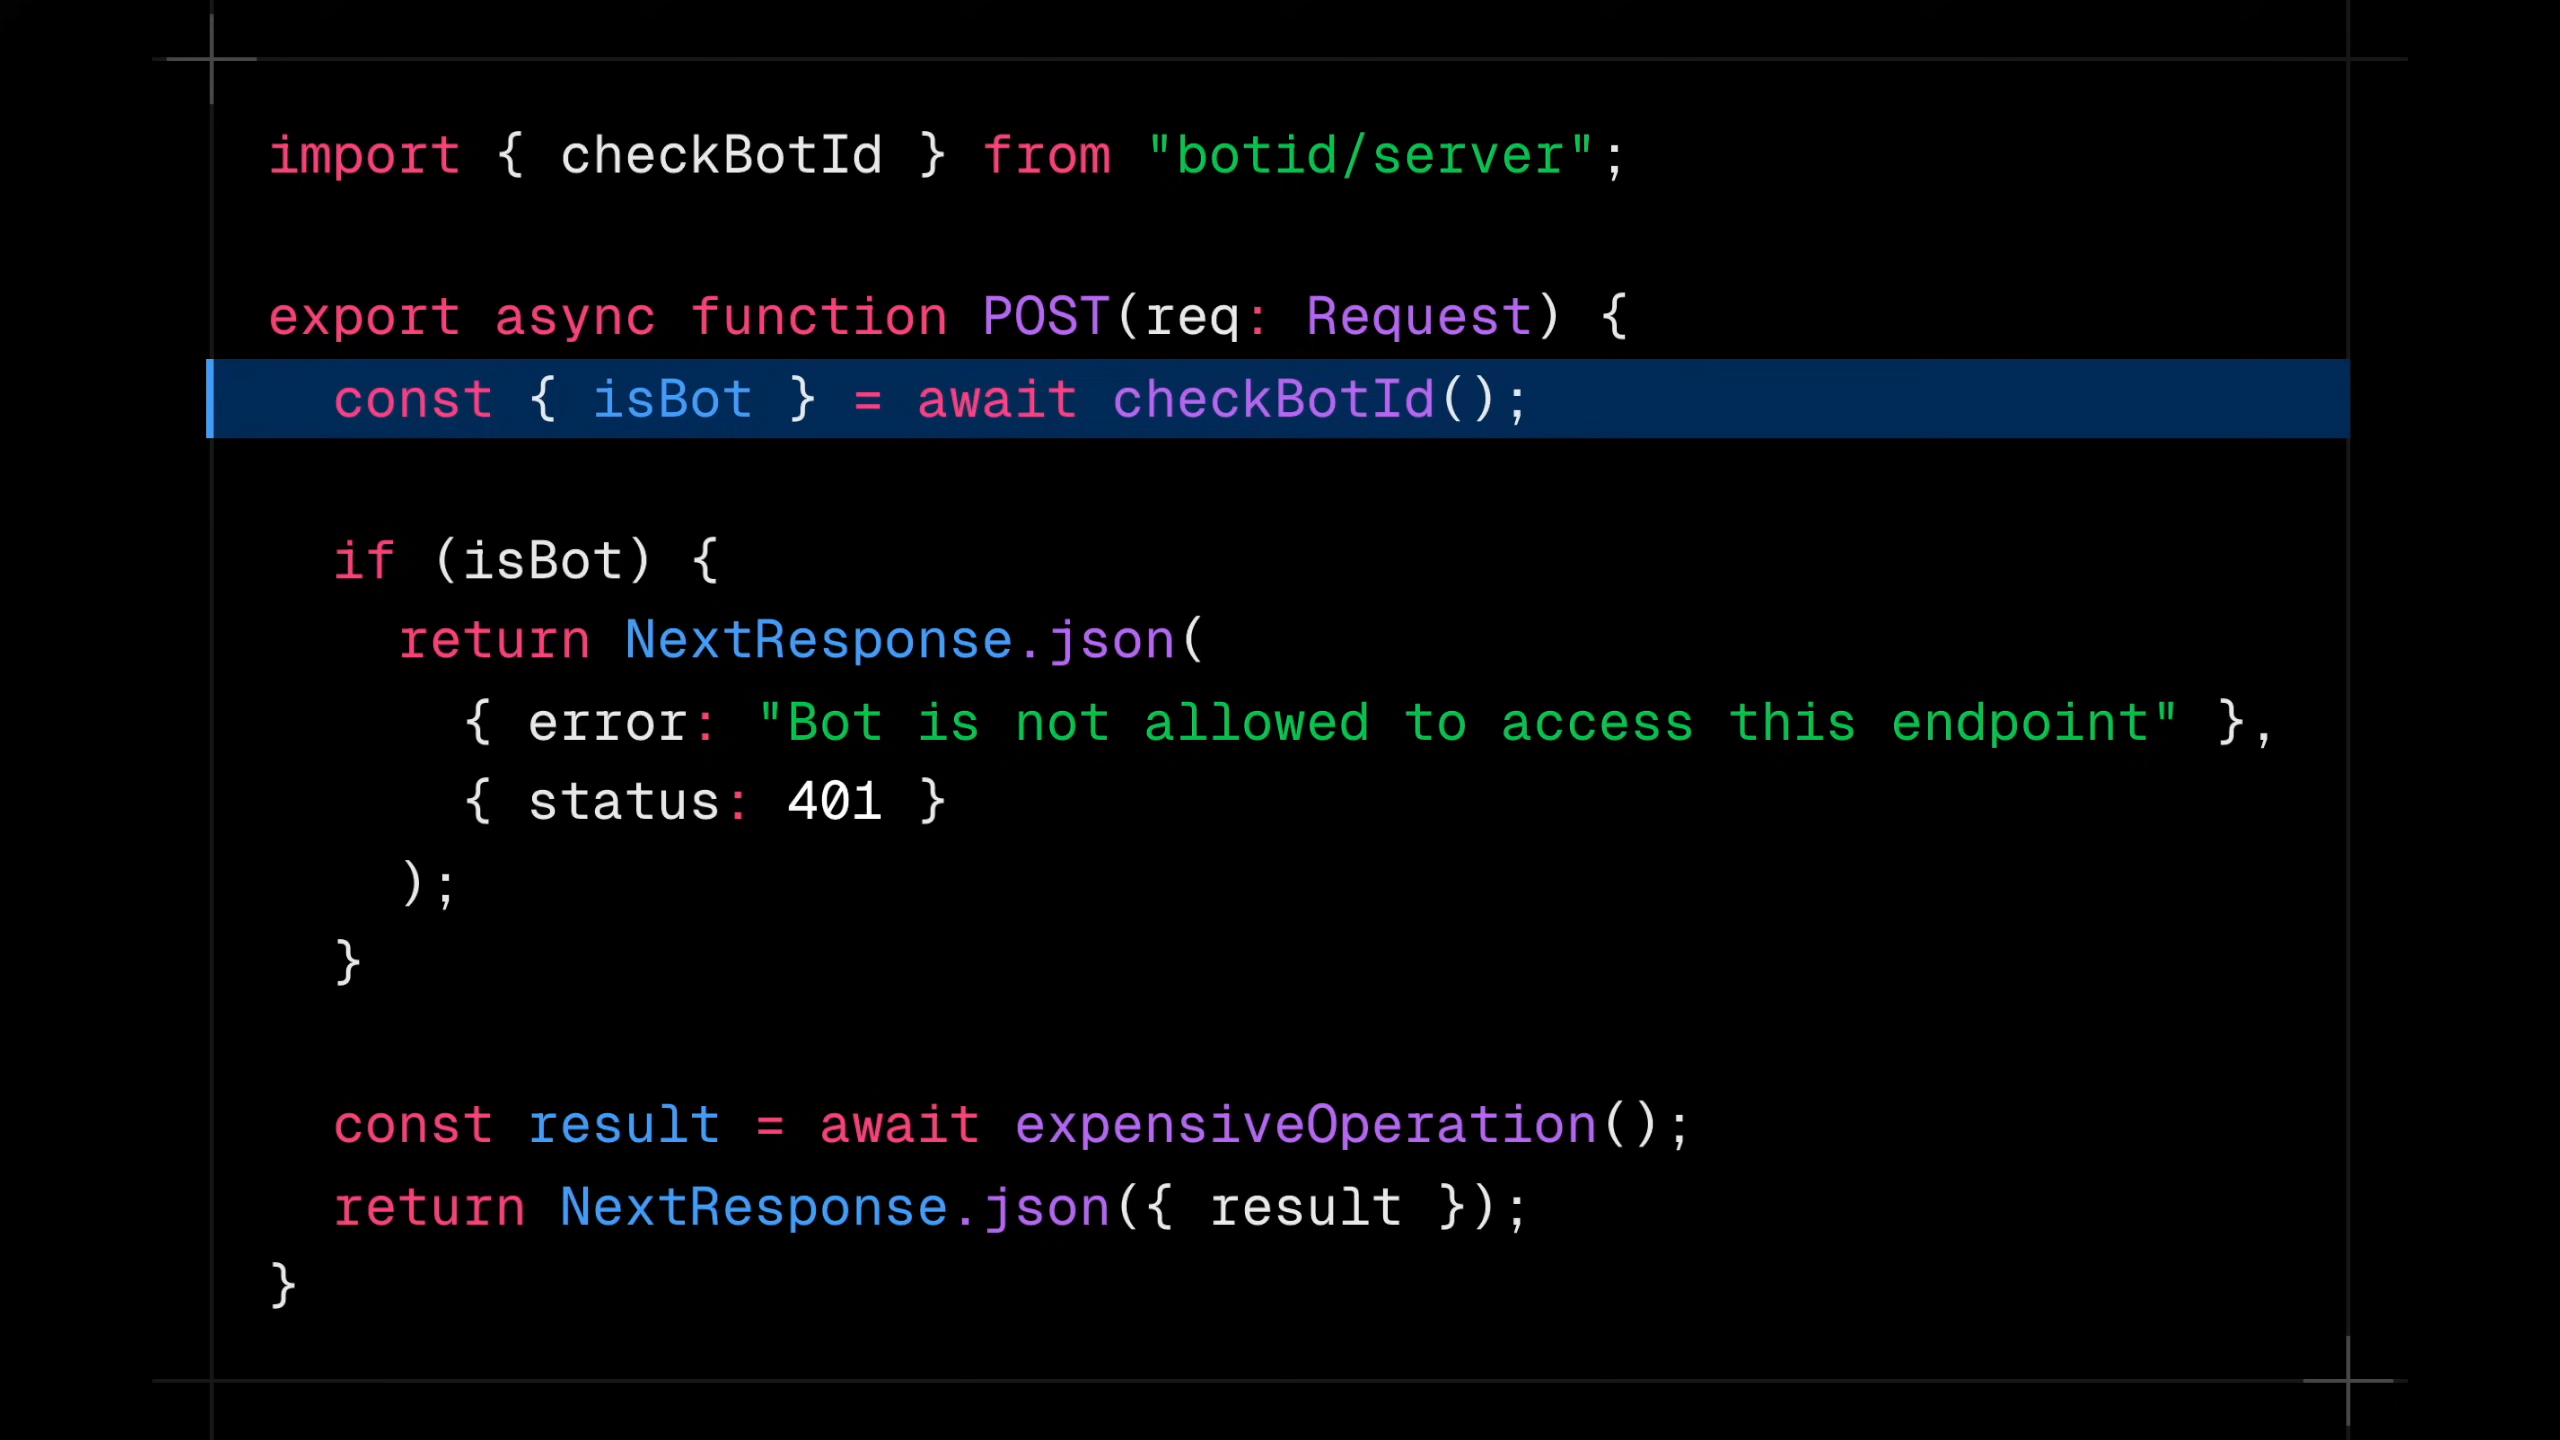 import { checkBotId } from "botid/server";

export async function POST(req: Request) {
  const { isBot } = await checkBotId();

  if (isBot) {
    return NextResponse.json(
      { error: "Bot is not allowed to access this endpoint" },
      { status: 401 }
    );
  }

  const result = await expensiveOperation();
  return NextResponse.json({ result });
}